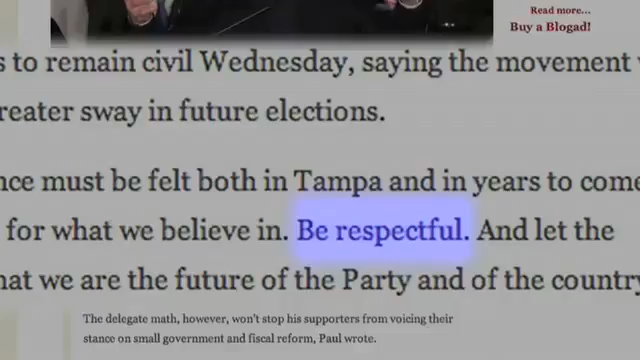 Read more...
Buy a Blogad!
s to remain civil Wednesday, saying the movement
reater sway in future elections.
nce must be felt both in Tampa and in years to come
for what we believe in. Be respectful. And let the
hat we are the future of the Party and of the country
The delegate math, however, won't stop his supporters from voicing their
stance on small government and fiscal reform, Paul wrote.